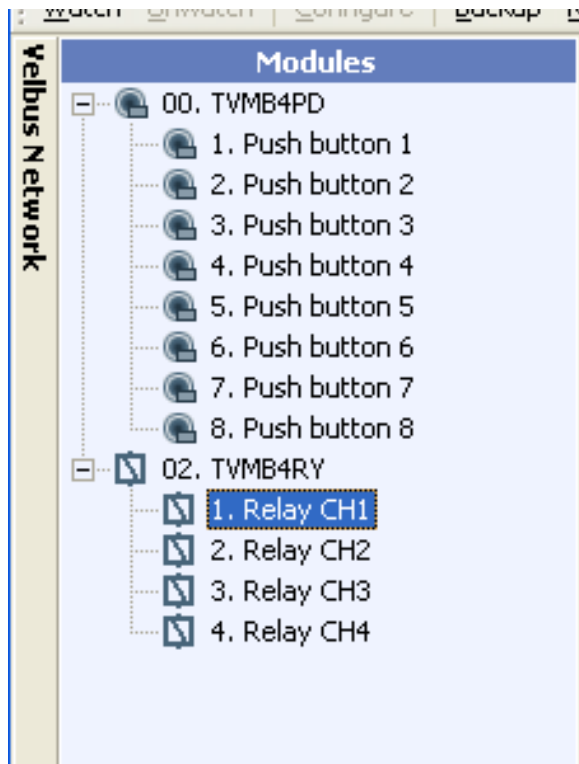 Watch Unwatch Configure Backup
Velbus Network
Modules
00. TVMB4PD
1. Push button 1
2. Push button 2
3. Push button 3
4. Push button 4
5. Push button 5
6. Push button 6
7. Push button 7
8. Push button 8
02. TVMB4RY
1. Relay CH1
2. Relay CH2
3. Relay CH3
4. Relay CH4